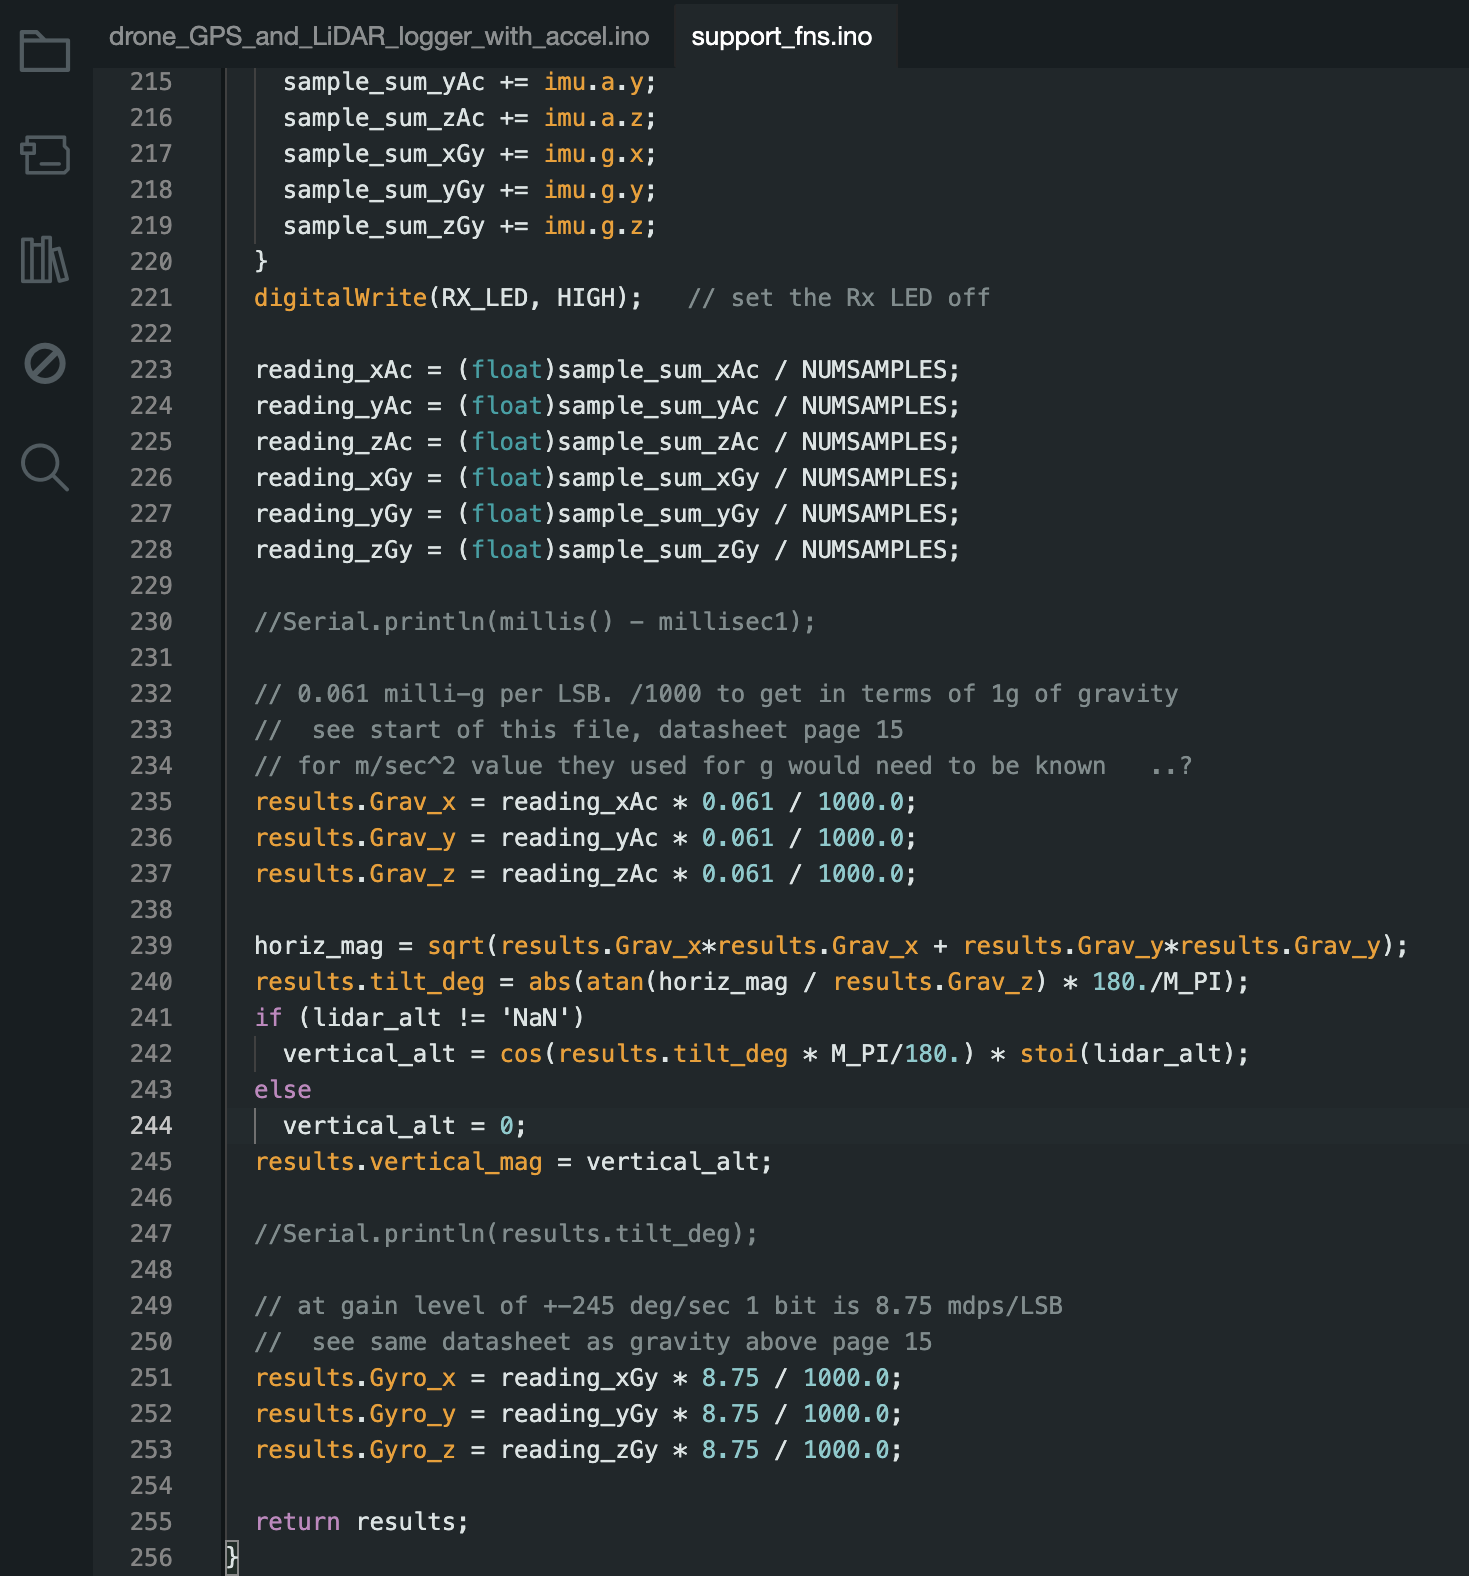 drone_GPS_and_LiDAR_logger_with_accel.ino support_fns.ino
215 sample_sum_yAc += imu.a.y;
216 sample_sum_zAc += imu.a.z;
217 sample_sum_xGy += imu.g.x;
218 sample_sum_yGy += imu.g.y;
219 sample_sum_zGy += imu.g.z;
220 }
221 digitalWrite(RX_LED, HIGH); // set the Rx LED off
222
223 reading_xAc = (float)sample_sum_xAc / NUMSAMPLES;
224 reading_yAc = (float)sample_sum_yAc / NUMSAMPLES;
225 reading_zAc = (float)sample_sum_zAc / NUMSAMPLES;
226 reading_xGy = (float)sample_sum_xGy / NUMSAMPLES;
227 reading_yGy = (float)sample_sum_yGy / NUMSAMPLES;
228 reading_zGy = (float)sample_sum_zGy / NUMSAMPLES;
229
230 //Serial.println(millis() - millisec1);
231
232 // 0.061 milli-g per LSB. /1000 to get in terms of 1g of gravity
233 // see start of this file, datasheet page 15
234 // for m/sec^2 value they used for g would need to be known ..?
235 results.Grav_x = reading_xAc * 0.061 / 1000.0;
236 results.Grav_y = reading_yAc * 0.061 / 1000.0;
237 results.Grav_z = reading_zAc * 0.061 / 1000.0;
238
239 horiz_mag = sqrt(results.Grav_x*results.Grav_x + results.Grav_y*results.Grav_y);
240 results.tilt_deg = abs(atan(horiz_mag / results.Grav_z) * 180./M_PI);
241 if (lidar_alt != 'NaN')
242 vertical_alt = cos(results.tilt_deg * M_PI/180.) * stoi(lidar_alt);
243 else
244 vertical_alt = 0;
245 results.vertical_mag = vertical_alt;
246
247 //Serial.println(results.tilt_deg);
248
249 // at gain level of +-245 deg/sec 1 bit is 8.75 mdps/LSB
250 // see same datasheet as gravity above page 15
251 results.Gyro_x = reading_xGy * 8.75 / 1000.0;
252 results.Gyro_y = reading_yGy * 8.75 / 1000.0;
253 results.Gyro_z = reading_zGy * 8.75 / 1000.0;
254
255 return results;
256 }